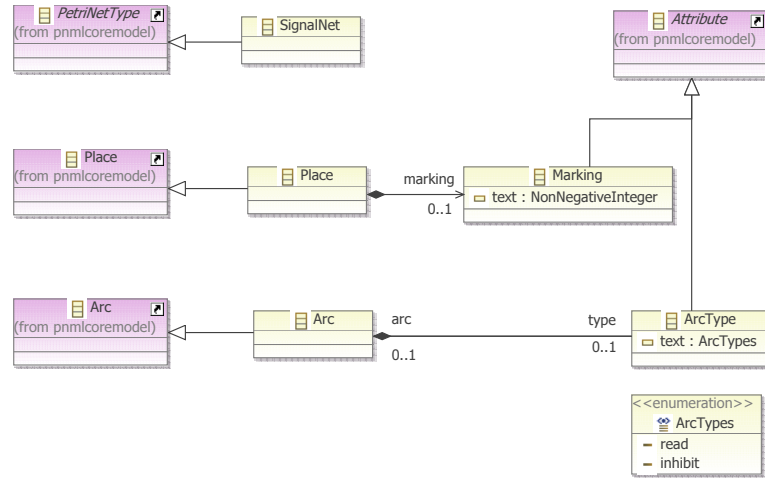 PetriNetType
(from pnmlcoremodel)
SignalNet
Attribute
(from pnmlcoremodel)
Place
(from pnmlcoremodel)
Place
marking
0..1
Marking
text : NonNegativeInteger
Arc
(from pnmlcoremodel)
Arc
arc
0..1
type
0..1
ArcType
text : ArcTypes
<<enumeration>>
ArcTypes
read
inhibit